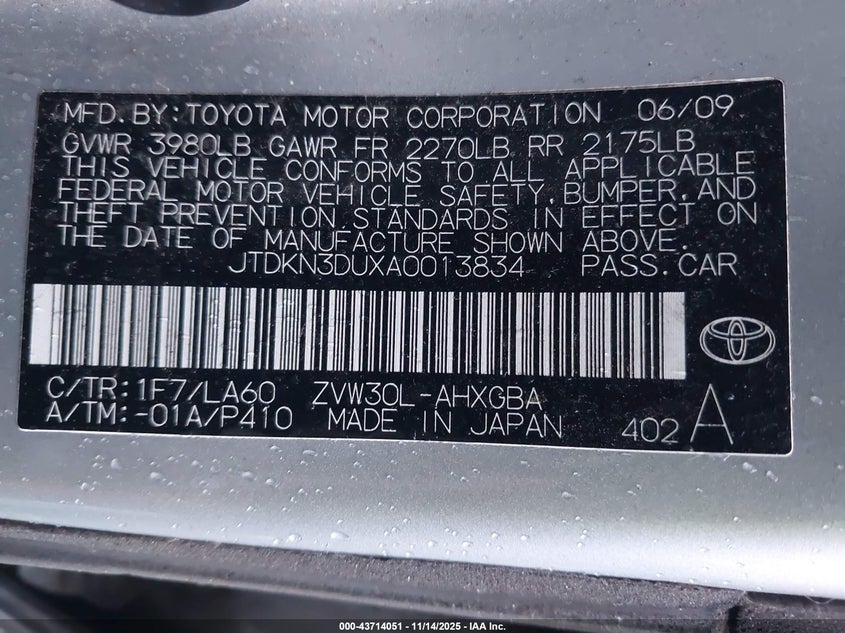 MFD.BY:TOYOTA MOTOR CORPORATION 06/09
GVWR 3980LB GAWR FR 2270LB RR 2175LB
THIS VEHICLE CONFORMS TO ALL APPLICABLE
FEDERAL MOTOR VEHICLE SAFETY,BUMPER,AND
THEFT PREVENTION STANDARDS IN EFFECT ON
THE DATE OF MANUFACTURE SHOWN ABOVE.
JTDKN3DUXA0013834 PASS.CAR
C/TR:1F7/LA60 ZVW30L-AHXGBA
A/TM:-01A/P410 MADE IN JAPAN 402 A
000-43714051 - 11/14/2025 - IAA Inc.